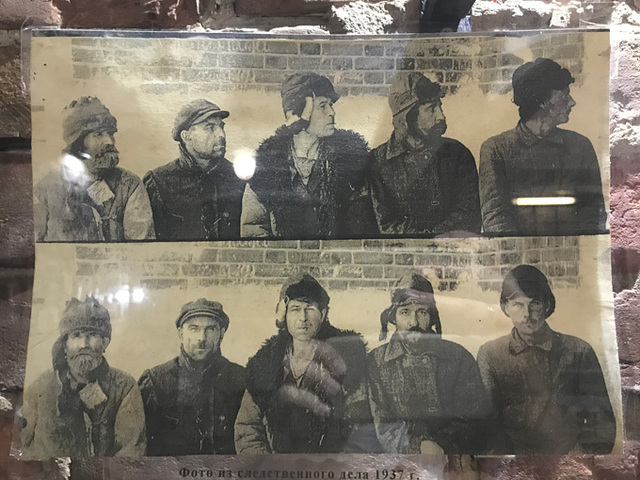 Фото из следственного дела 1937 г.